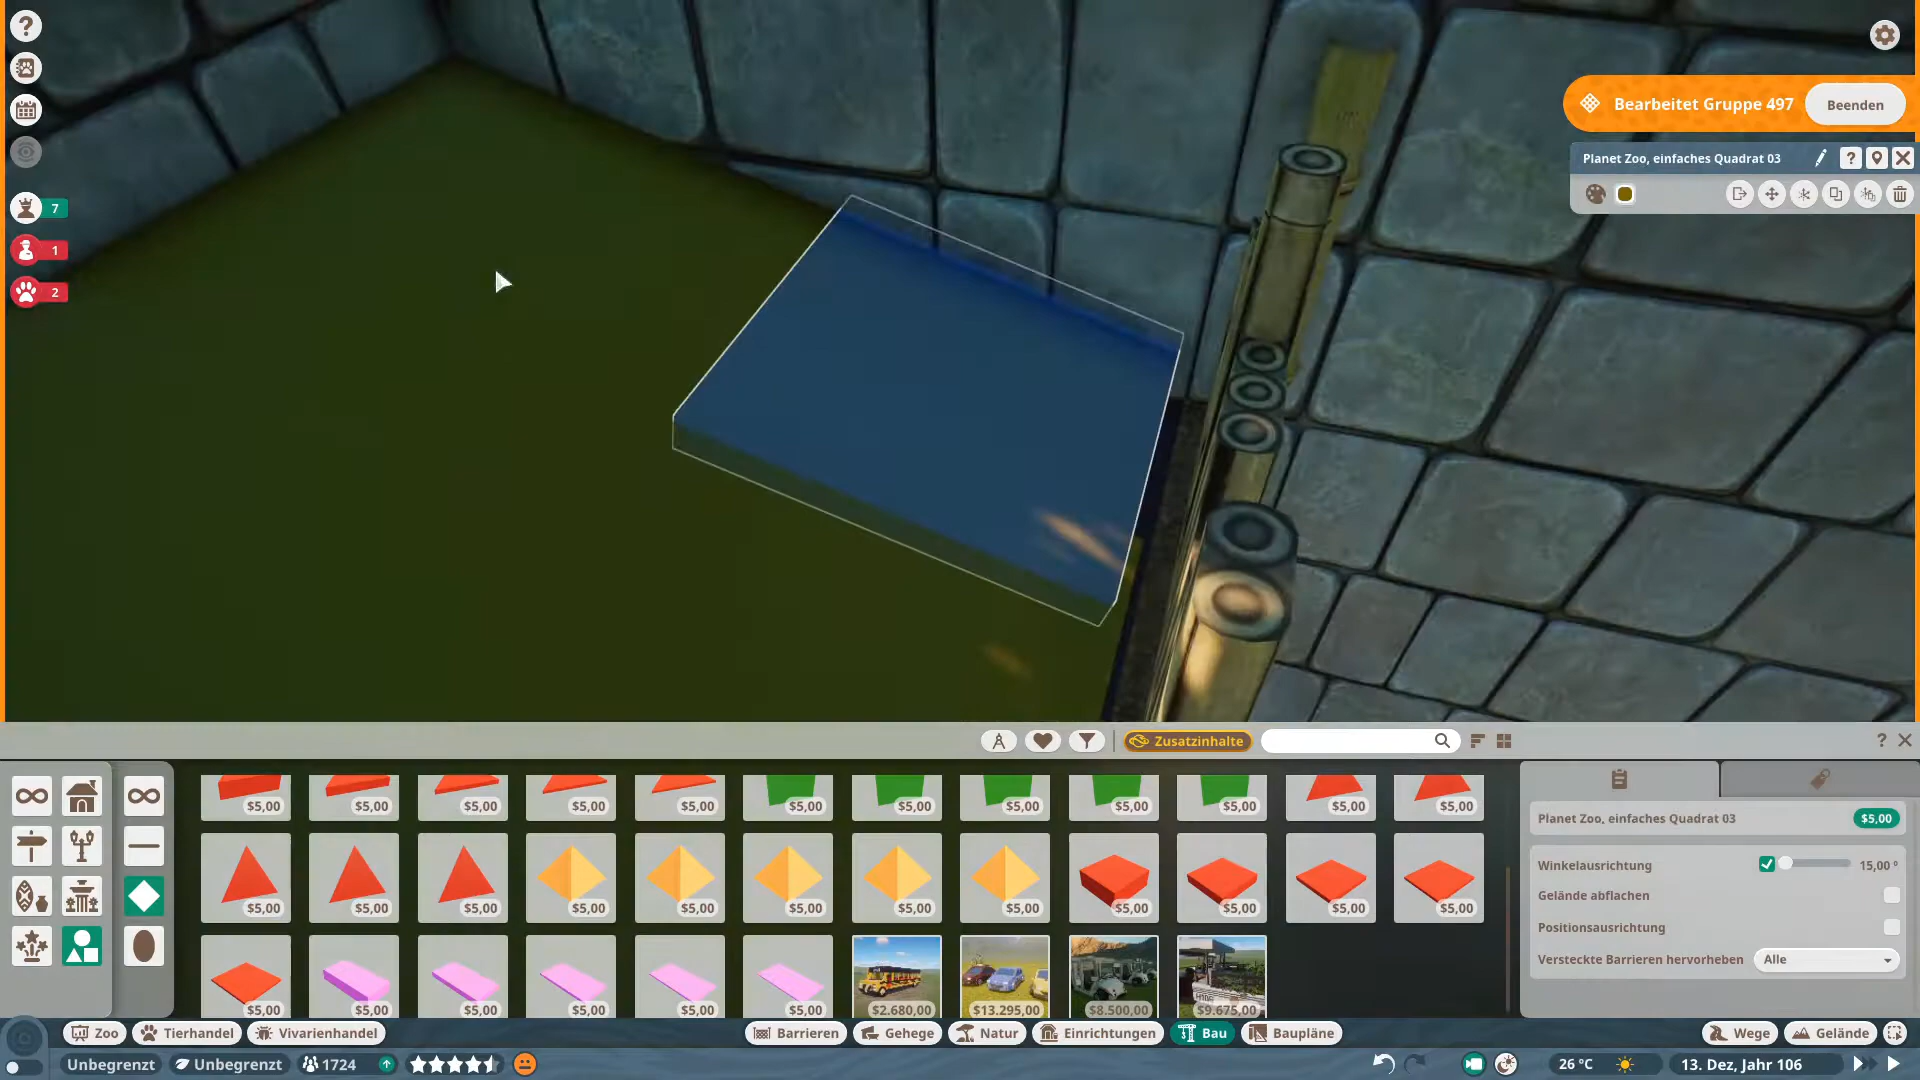 Bearbeitet Gruppe 497
Beenden
Planet Zoo, einfaches Quadrat 03
7
1
2
Zusatzinhalte
$5,00 $5,00 $5,00 $5,00 $5,00 $5,00 $5,00 $5,00 $5,00 $5,00 $5,00 $5,00
$5,00 $5,00 $5,00 $5,00 $5,00 $5,00 $5,00 $5,00 $5,00 $5,00 $5,00 $5,00
$5,00 $5,00 $5,00 $5,00 $5,00 $5,00 $2.680,00 $13.295,00 $8.500,00 $9.675,00
Planet Zoo, einfaches Quadrat 03 $5,00
Winkelausrichtung 15,00 °
Gelände abflachen
Positionsausrichtung
Versteckte Barrieren hervorheben Alle
Zoo Tierhandel Vivarienhandel Barrieren Gehege Natur Einrichtungen Bau Baupläne Wege Gelände
Unbegrenzt Unbegrenzt 1724 26 °C 13. Dez, Jahr 106